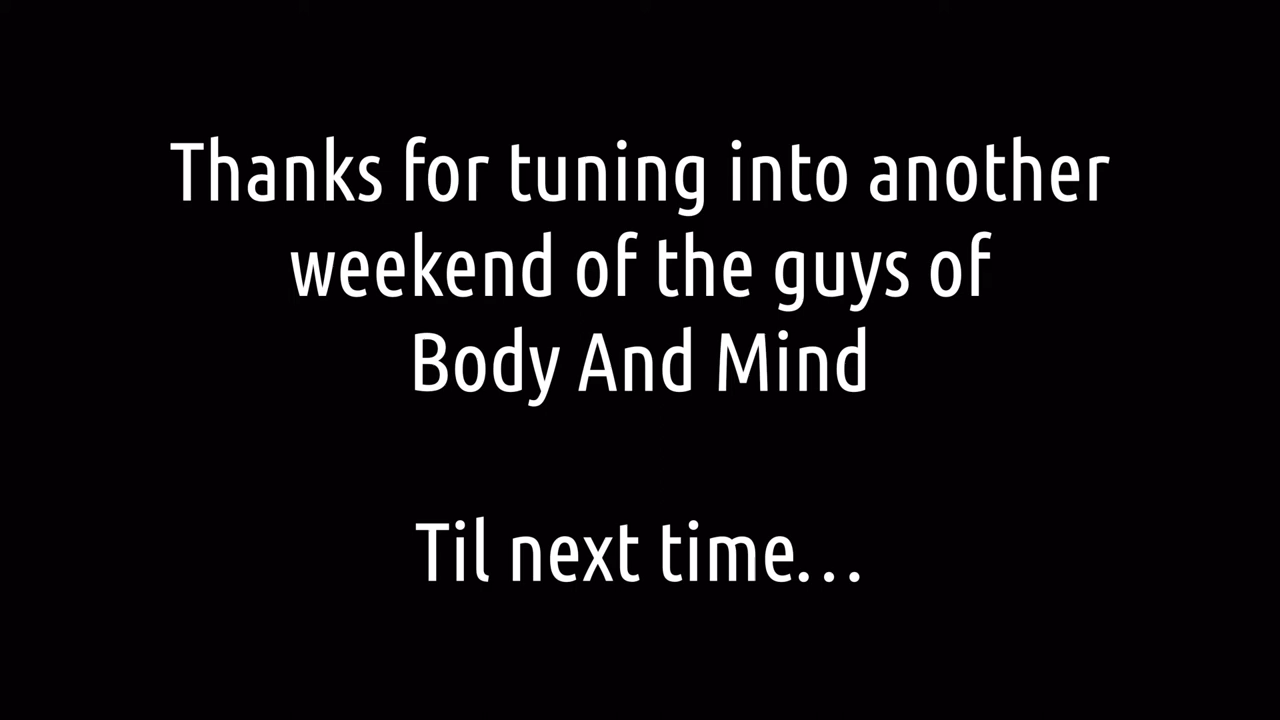 Thanks for tuning into another
weekend of the guys of
Body And Mind
Til next time...